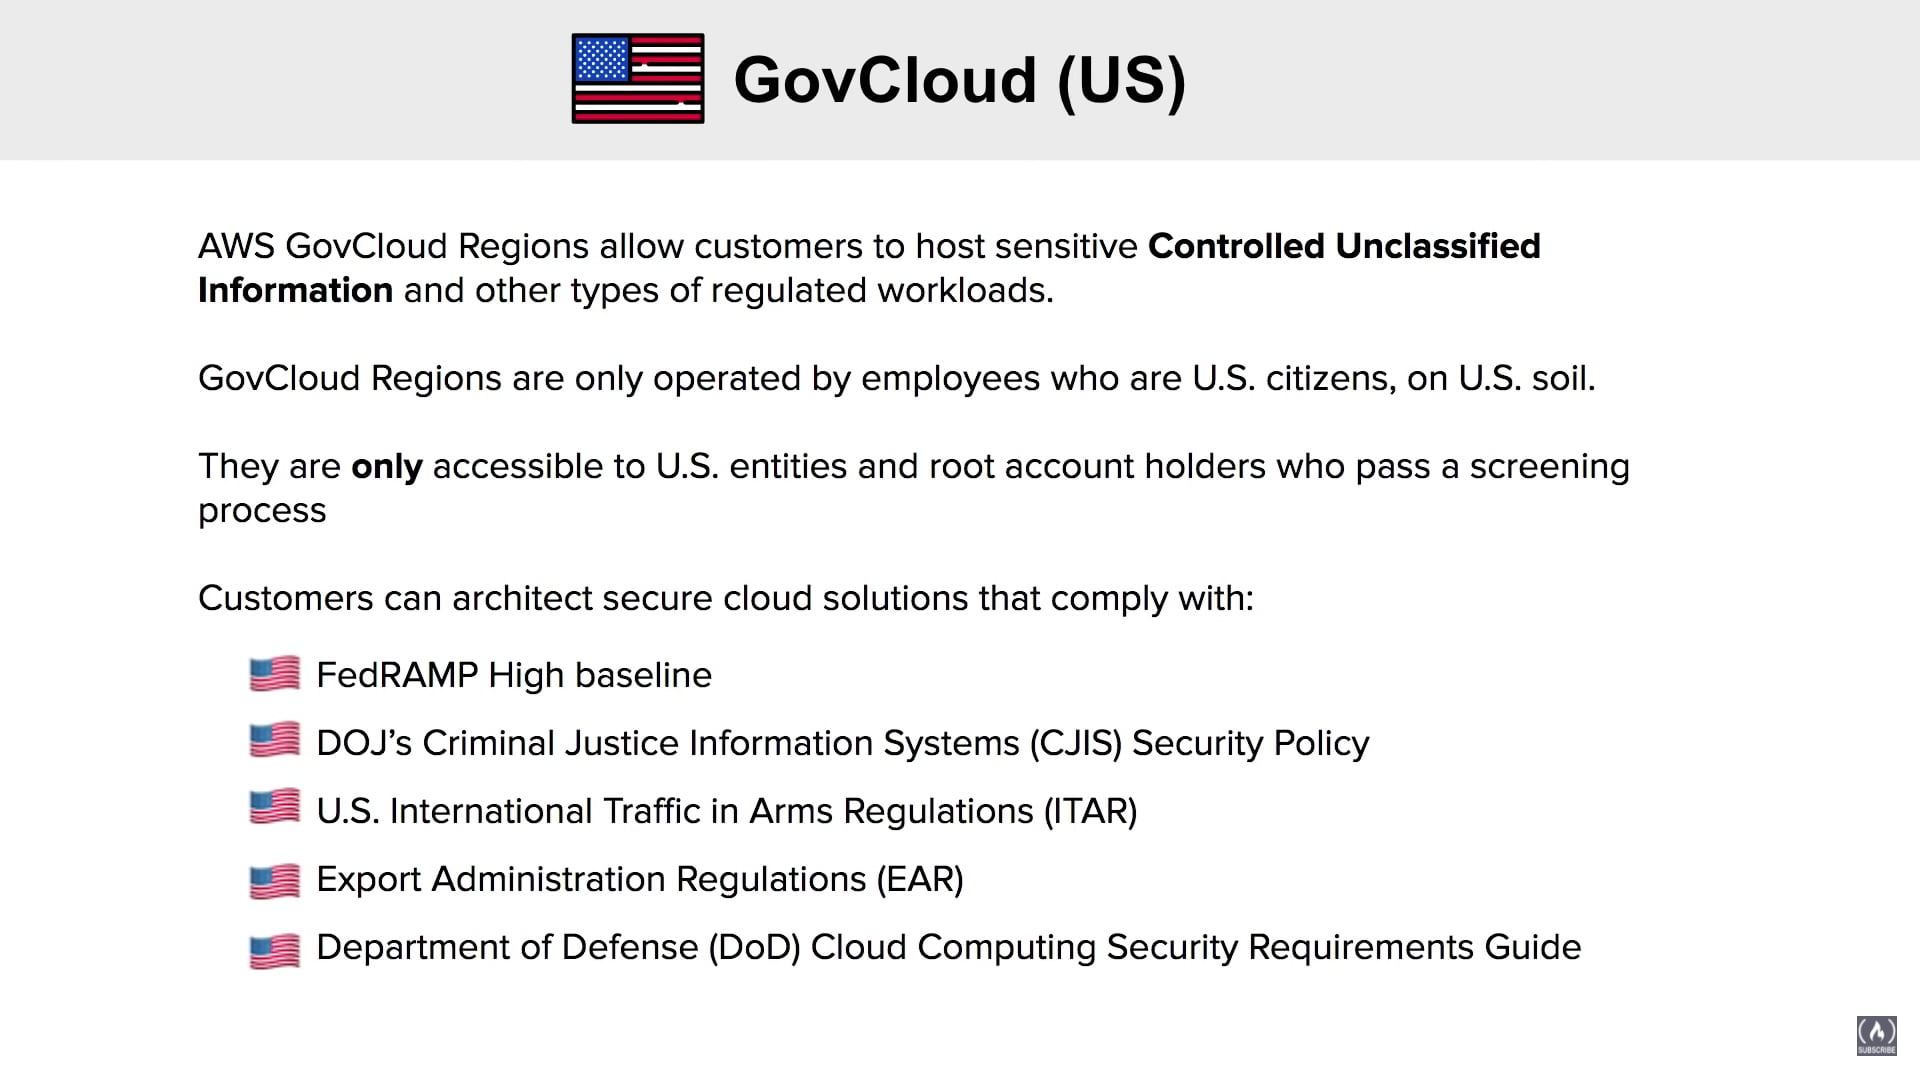 GovCloud (US)
AWS GovCloud Regions allow customers to host sensitive Controlled Unclassified
Information and other types of regulated workloads.
GovCloud Regions are only operated by employees who are U.S. citizens, on U.S. soil.
They are only accessible to U.S. entities and root account holders who pass a screening
process
Customers can architect secure cloud solutions that comply with:
FedRAMP High baseline
DOJ’s Criminal Justice Information Systems (CJIS) Security Policy
U.S. International Traffic in Arms Regulations (ITAR)
Export Administration Regulations (EAR)
Department of Defense (DoD) Cloud Computing Security Requirements Guide
SUBSCRIBE